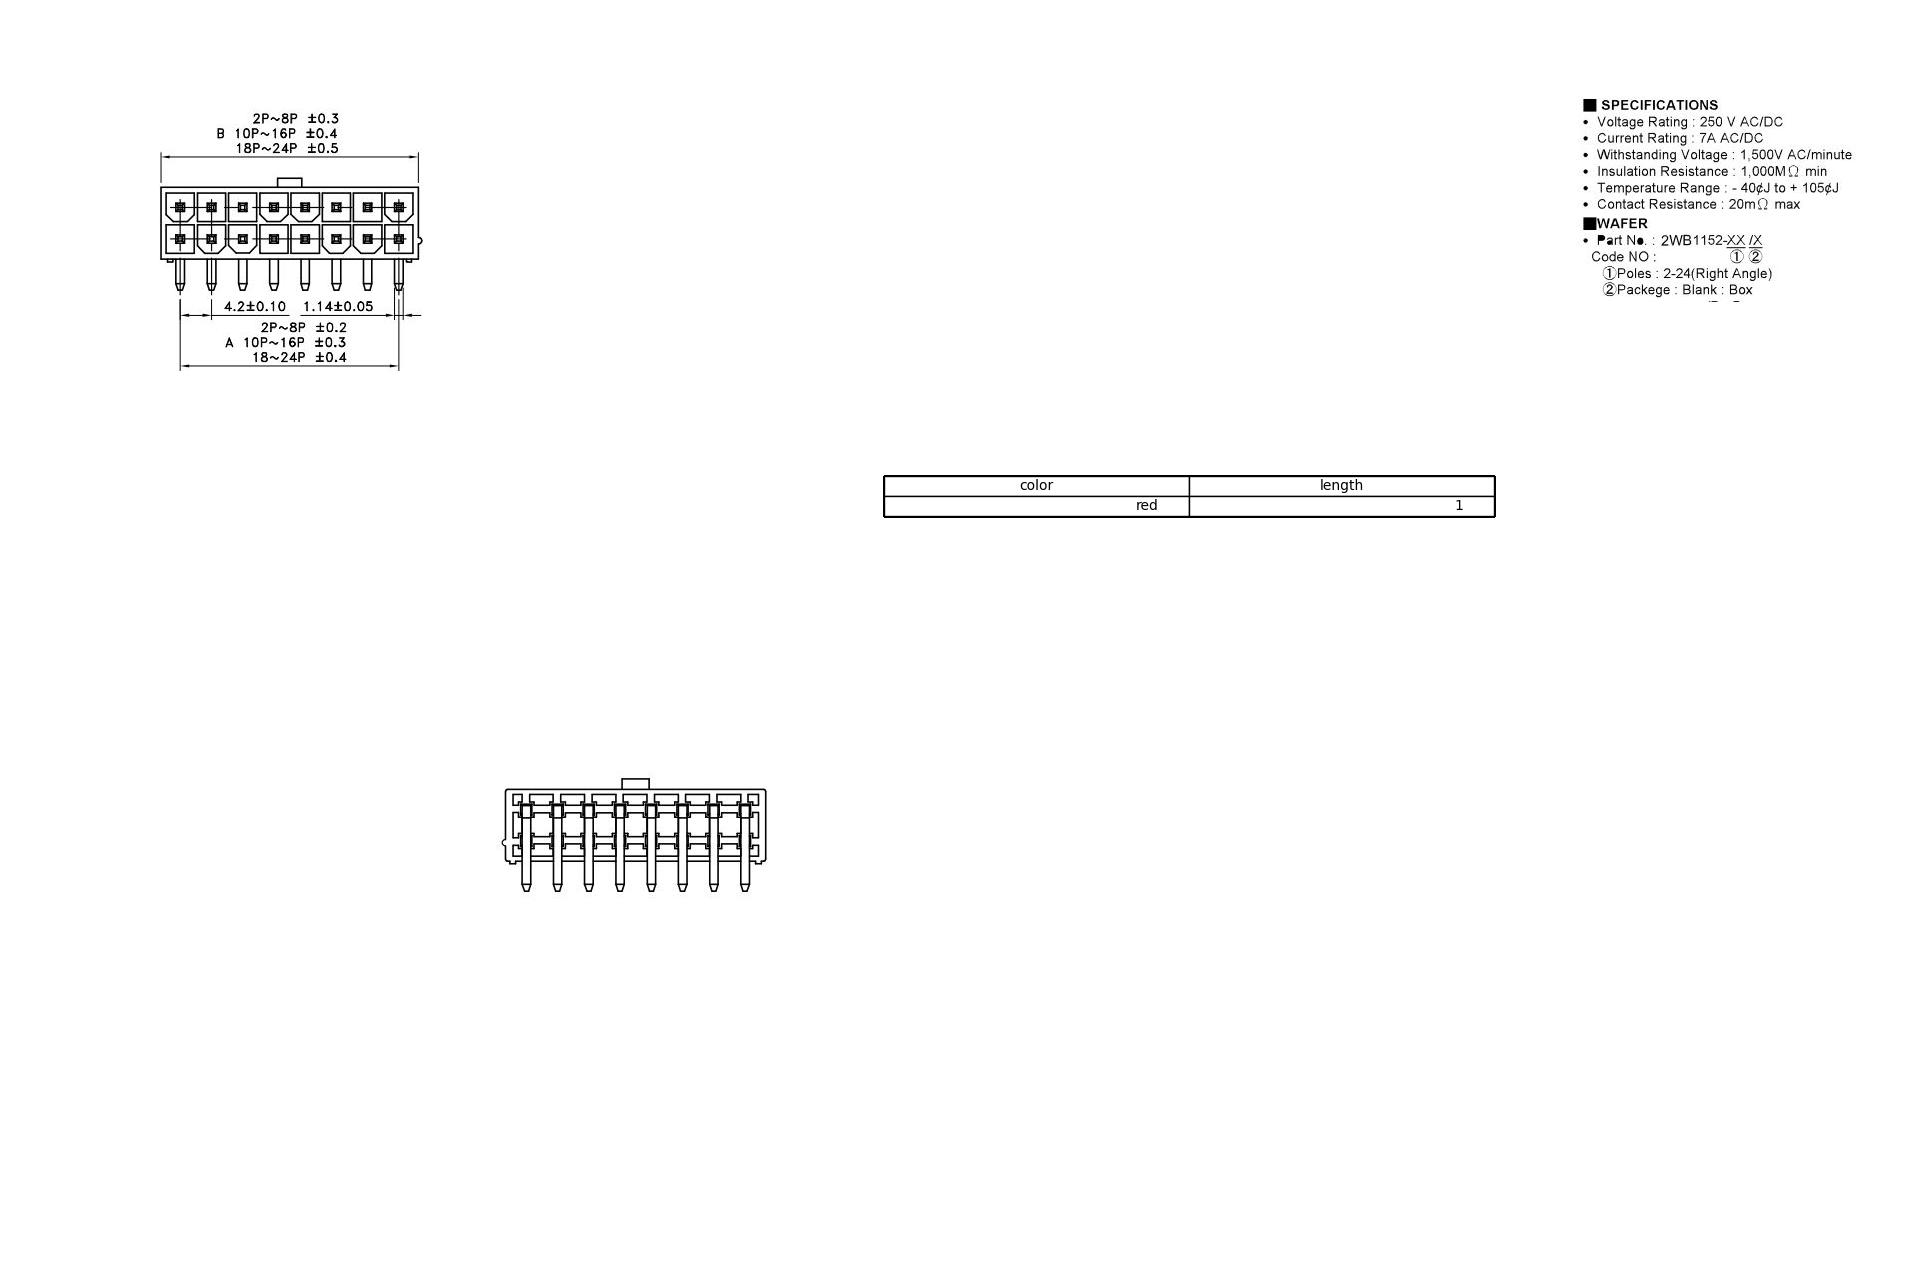 2P~8P ±0.3
B 10P~16P ±0.4
18P~24P ±0.5
4.2±0.10 1.14±0.05
2P~8P ±0.2
A 10P~16P ±0.3
18~24P ±0.4
■ SPECIFICATIONS
• Voltage Rating : 250 V AC/DC
• Current Rating : 7A AC/DC
• Withstanding Voltage : 1,500V AC/minute
• Insulation Resistance : 1,000MΩ min
• Temperature Range : - 40¢J to + 105¢J
• Contact Resistance : 20mΩ max
■WAFER
• Part No. : 2WB1152-XX /X
Code NO : ① ②
①Poles : 2-24(Right Angle)
②Packege : Blank : Box
color length
red 1